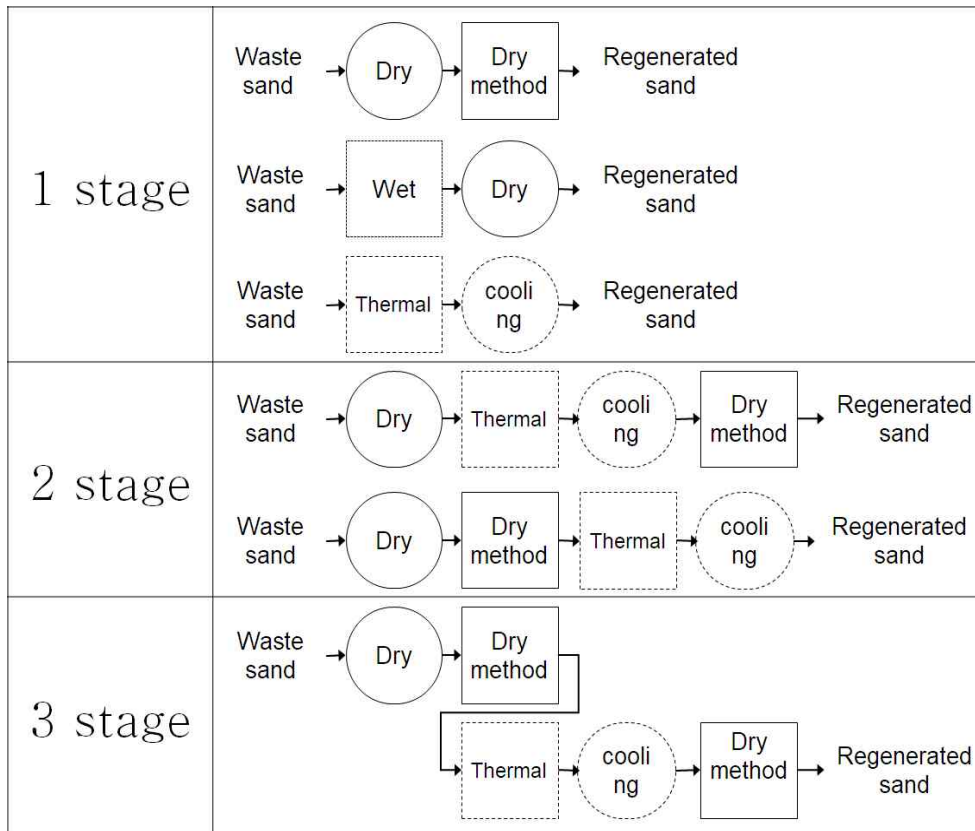 1 stage
Waste
sand
Dry
Dry
method
Regenerated
sand
Waste
sand
Wet
Dry
Regenerated
sand
Waste
sand
Thermal
cooli
ng
Regenerated
sand
2 stage
Waste
sand
Dry
Thermal
cooli
ng
Dry
method
Regenerated
sand
Waste
sand
Dry
Dry
method
Thermal
cooli
ng
Regenerated
sand
3 stage
Waste
sand
Dry
Dry
method
Thermal
cooli
ng
Dry
method
Regenerated
sand